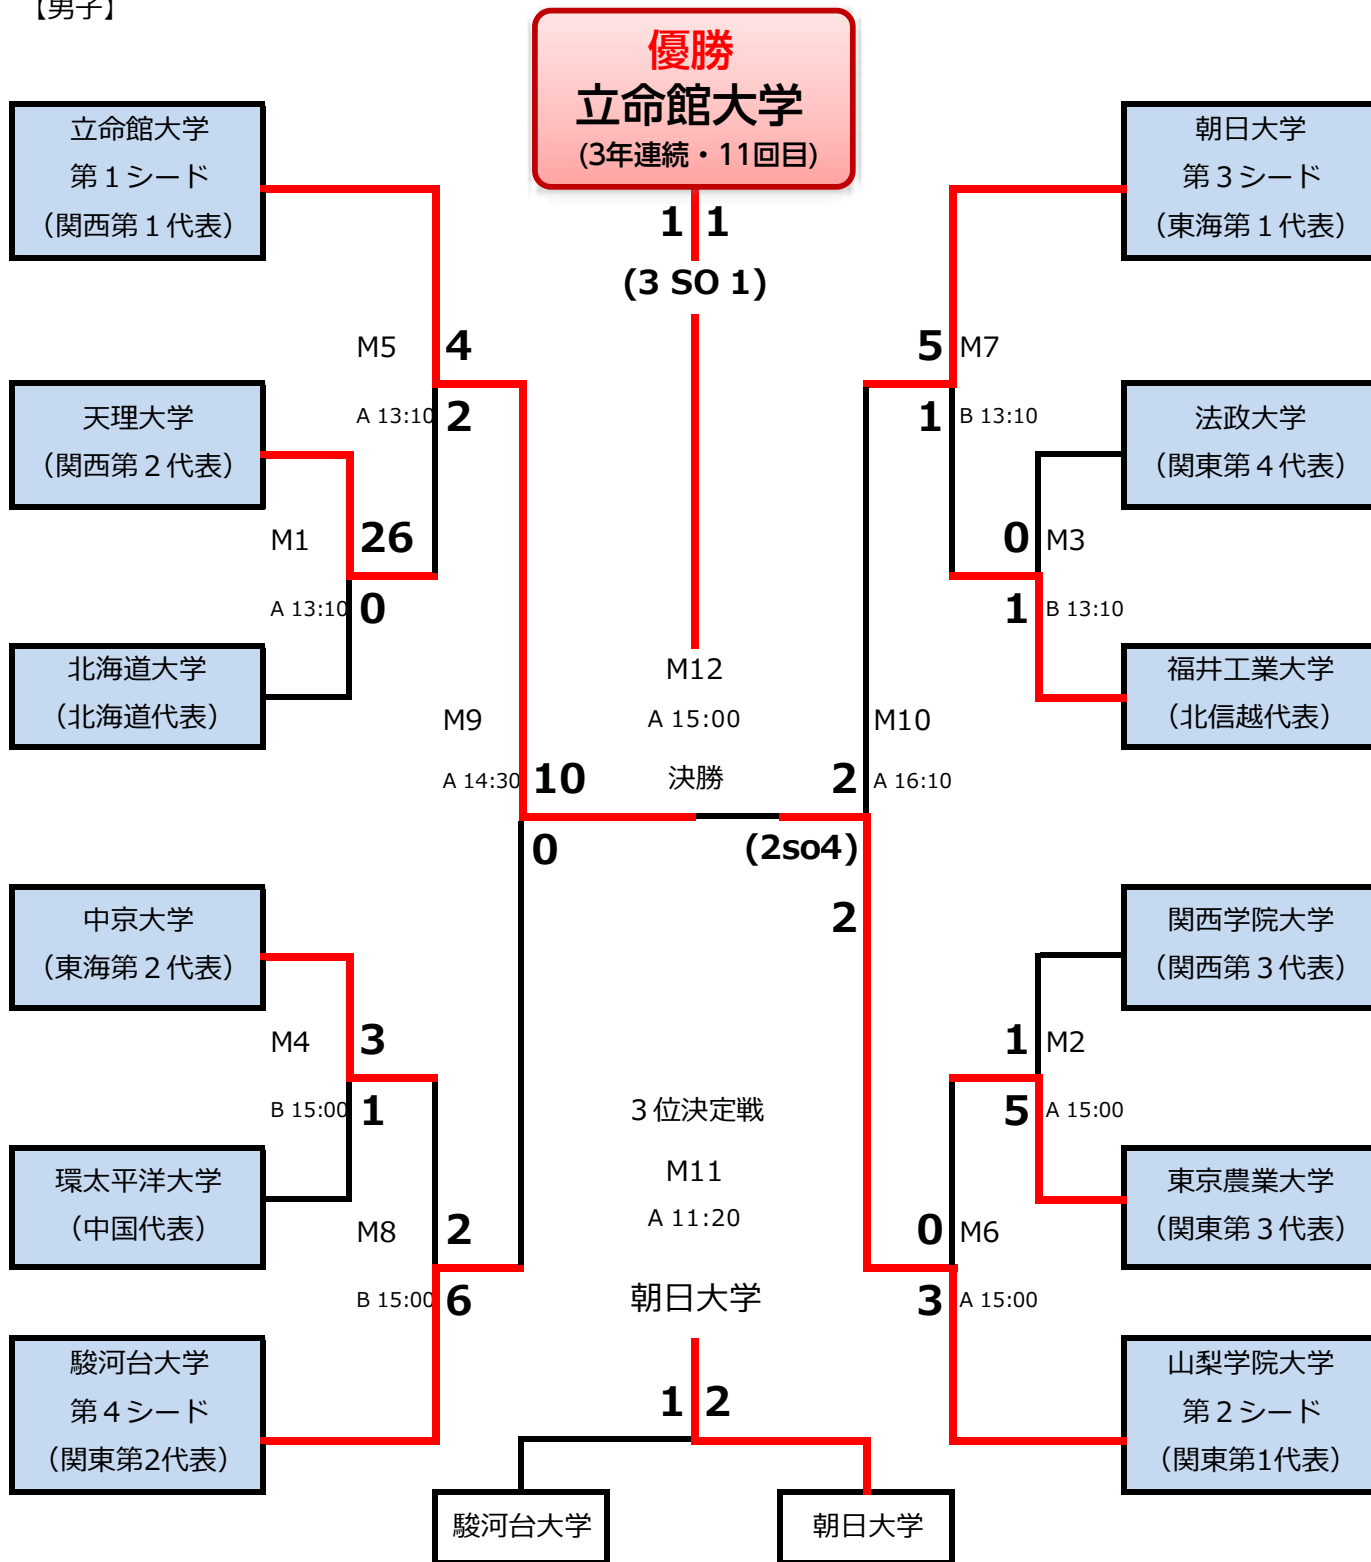 【男子】
優勝
立命館大学
(3年連続・11回目)
1 1
(3 SO 1)
立命館大学
第１シード
（関西第１代表）
朝日大学
第３シード
（東海第１代表）
M5 4
A 13:10 2
5 M7
1 B 13:10
天理大学
（関西第２代表）
法政大学
（関東第４代表）
M1 26
A 13:10 0
0 M3
1 B 13:10
北海道大学
（北海道代表）
福井工業大学
（北信越代表）
M12
A 15:00
決勝
M9
A 14:30 10
0
M10
2 A 16:10
(2so4)
2
中京大学
（東海第２代表）
関西学院大学
（関西第３代表）
M4 3
B 15:00 1
1 M2
5 A 15:00
環太平洋大学
（中国代表）
東京農業大学
（関東第３代表）
M8 2
B 15:00 6
0 M6
3 A 15:00
３位決定戦
M11
A 11:20
朝日大学
1 2
駿河台大学
第４シード
（関東第2代表）
山梨学院大学
第２シード
（関東第1代表）
駿河台大学
朝日大学